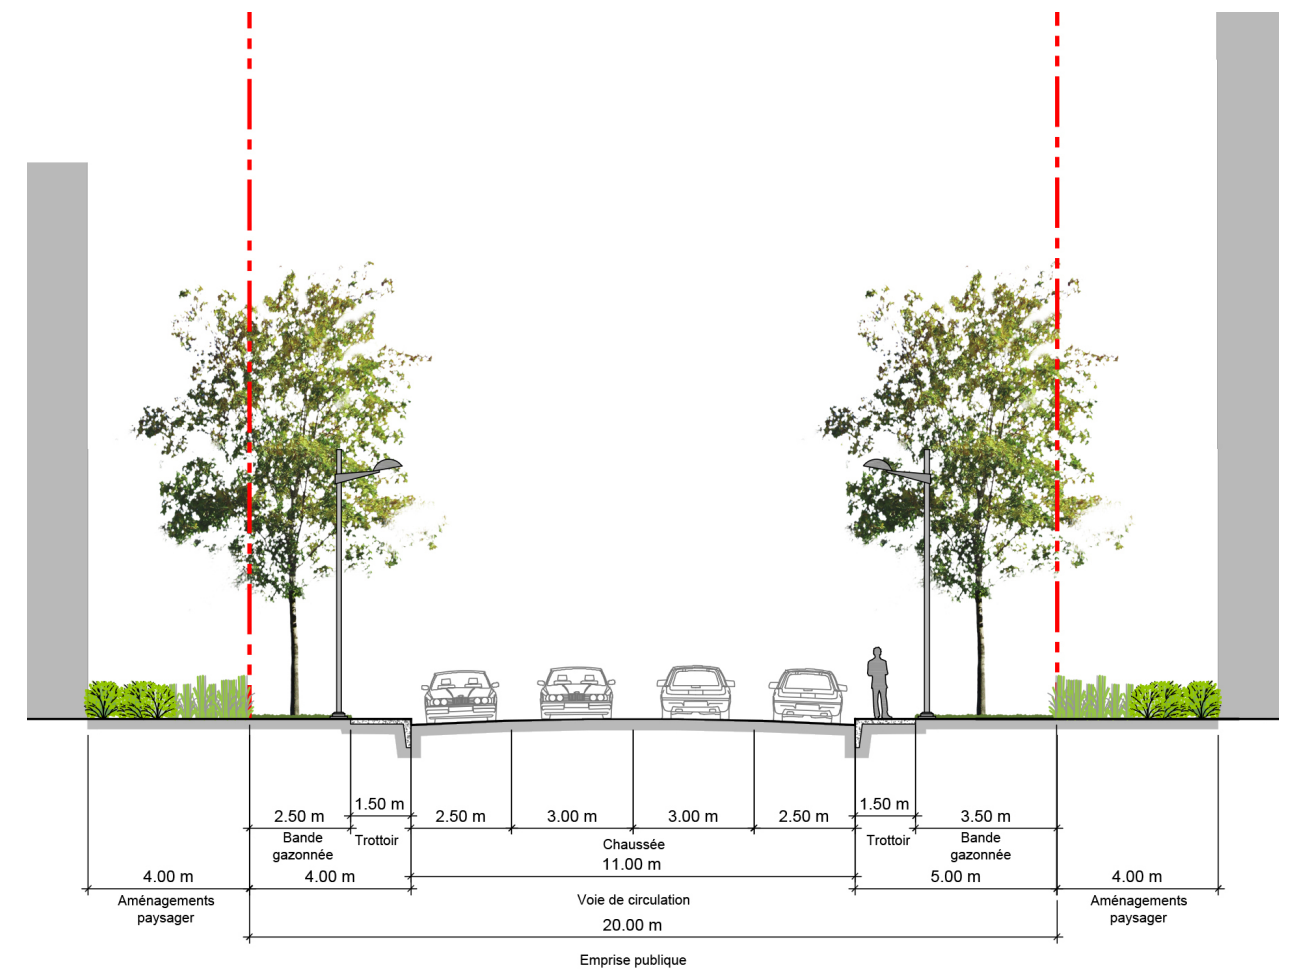 1.50 m
1.50 m
2.50 m
2.50 m
3.00 m
3.00 m
2.50 m
3.50 m
Bande
gazonnée
Trottoir
Chaussée
Trottoir
Bande
gazonnée
11.00 m
4.00 m
4.00 m
5.00 m
4.00 m
Aménagements
paysager
Voie de circulation
Aménagements
paysager
20.00 m
Emprise publique